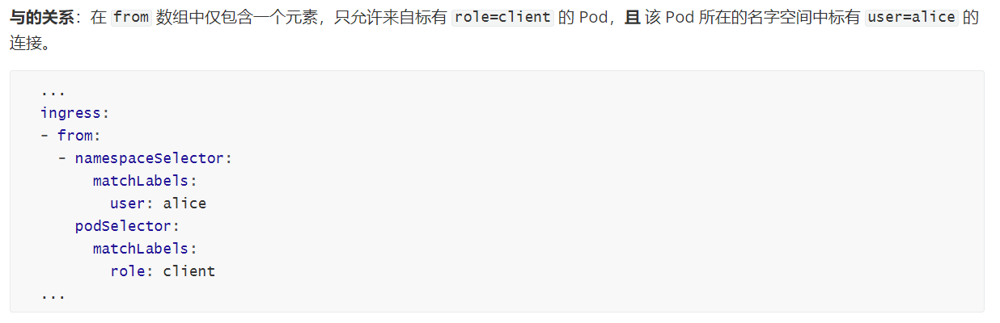 与的关系：在 from 数组中仅包含一个元素，只允许来自标有 role=client 的 Pod，且 该 Pod 所在的名字空间中标有 user=alice 的
连接。
...
ingress:
- from:
  - namespaceSelector:
      matchLabels:
        user: alice
    podSelector:
      matchLabels:
        role: client
...